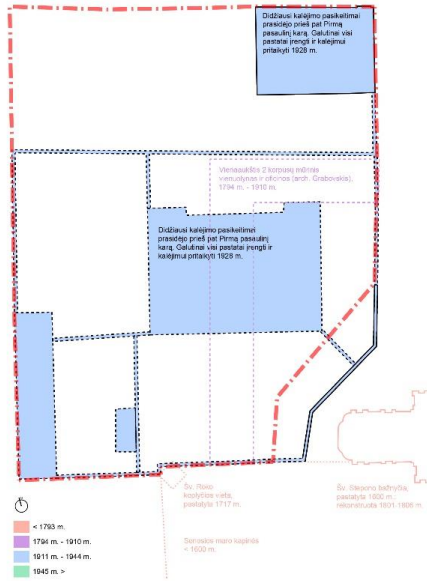 Didžiausi kalėjimo pasikeitimai
prasidėjo prieš pat Pirmą
pasaulinį karą. Galutinai visi
pastatai įrengti ir kalėjimui
pritaikyti 1928 m.
Vienaaukštis 2 korpusų mūrinis
vienuolynas ir oficinos (arch. Grabovskis),
1794 m. - 1910 m.
Didžiausi kalėjimo pasikeitimai
prasidėjo prieš pat Pirmą pasaulinį
karą. Galutinai visi pastatai įrengti ir
kalėjimui pritaikyti 1928 m.
Šv. Roko
koplyčios vieta,
pastatyta 1717 m.
Šv. Stepono bažnyčia,
pastatyta 1600 m.;
rekonstruota 1801-1806 m.
Senosios maro kapinės
< 1600 m.
< 1793 m.
1794 m. - 1910 m.
1911 m. - 1944 m.
1945 m. >